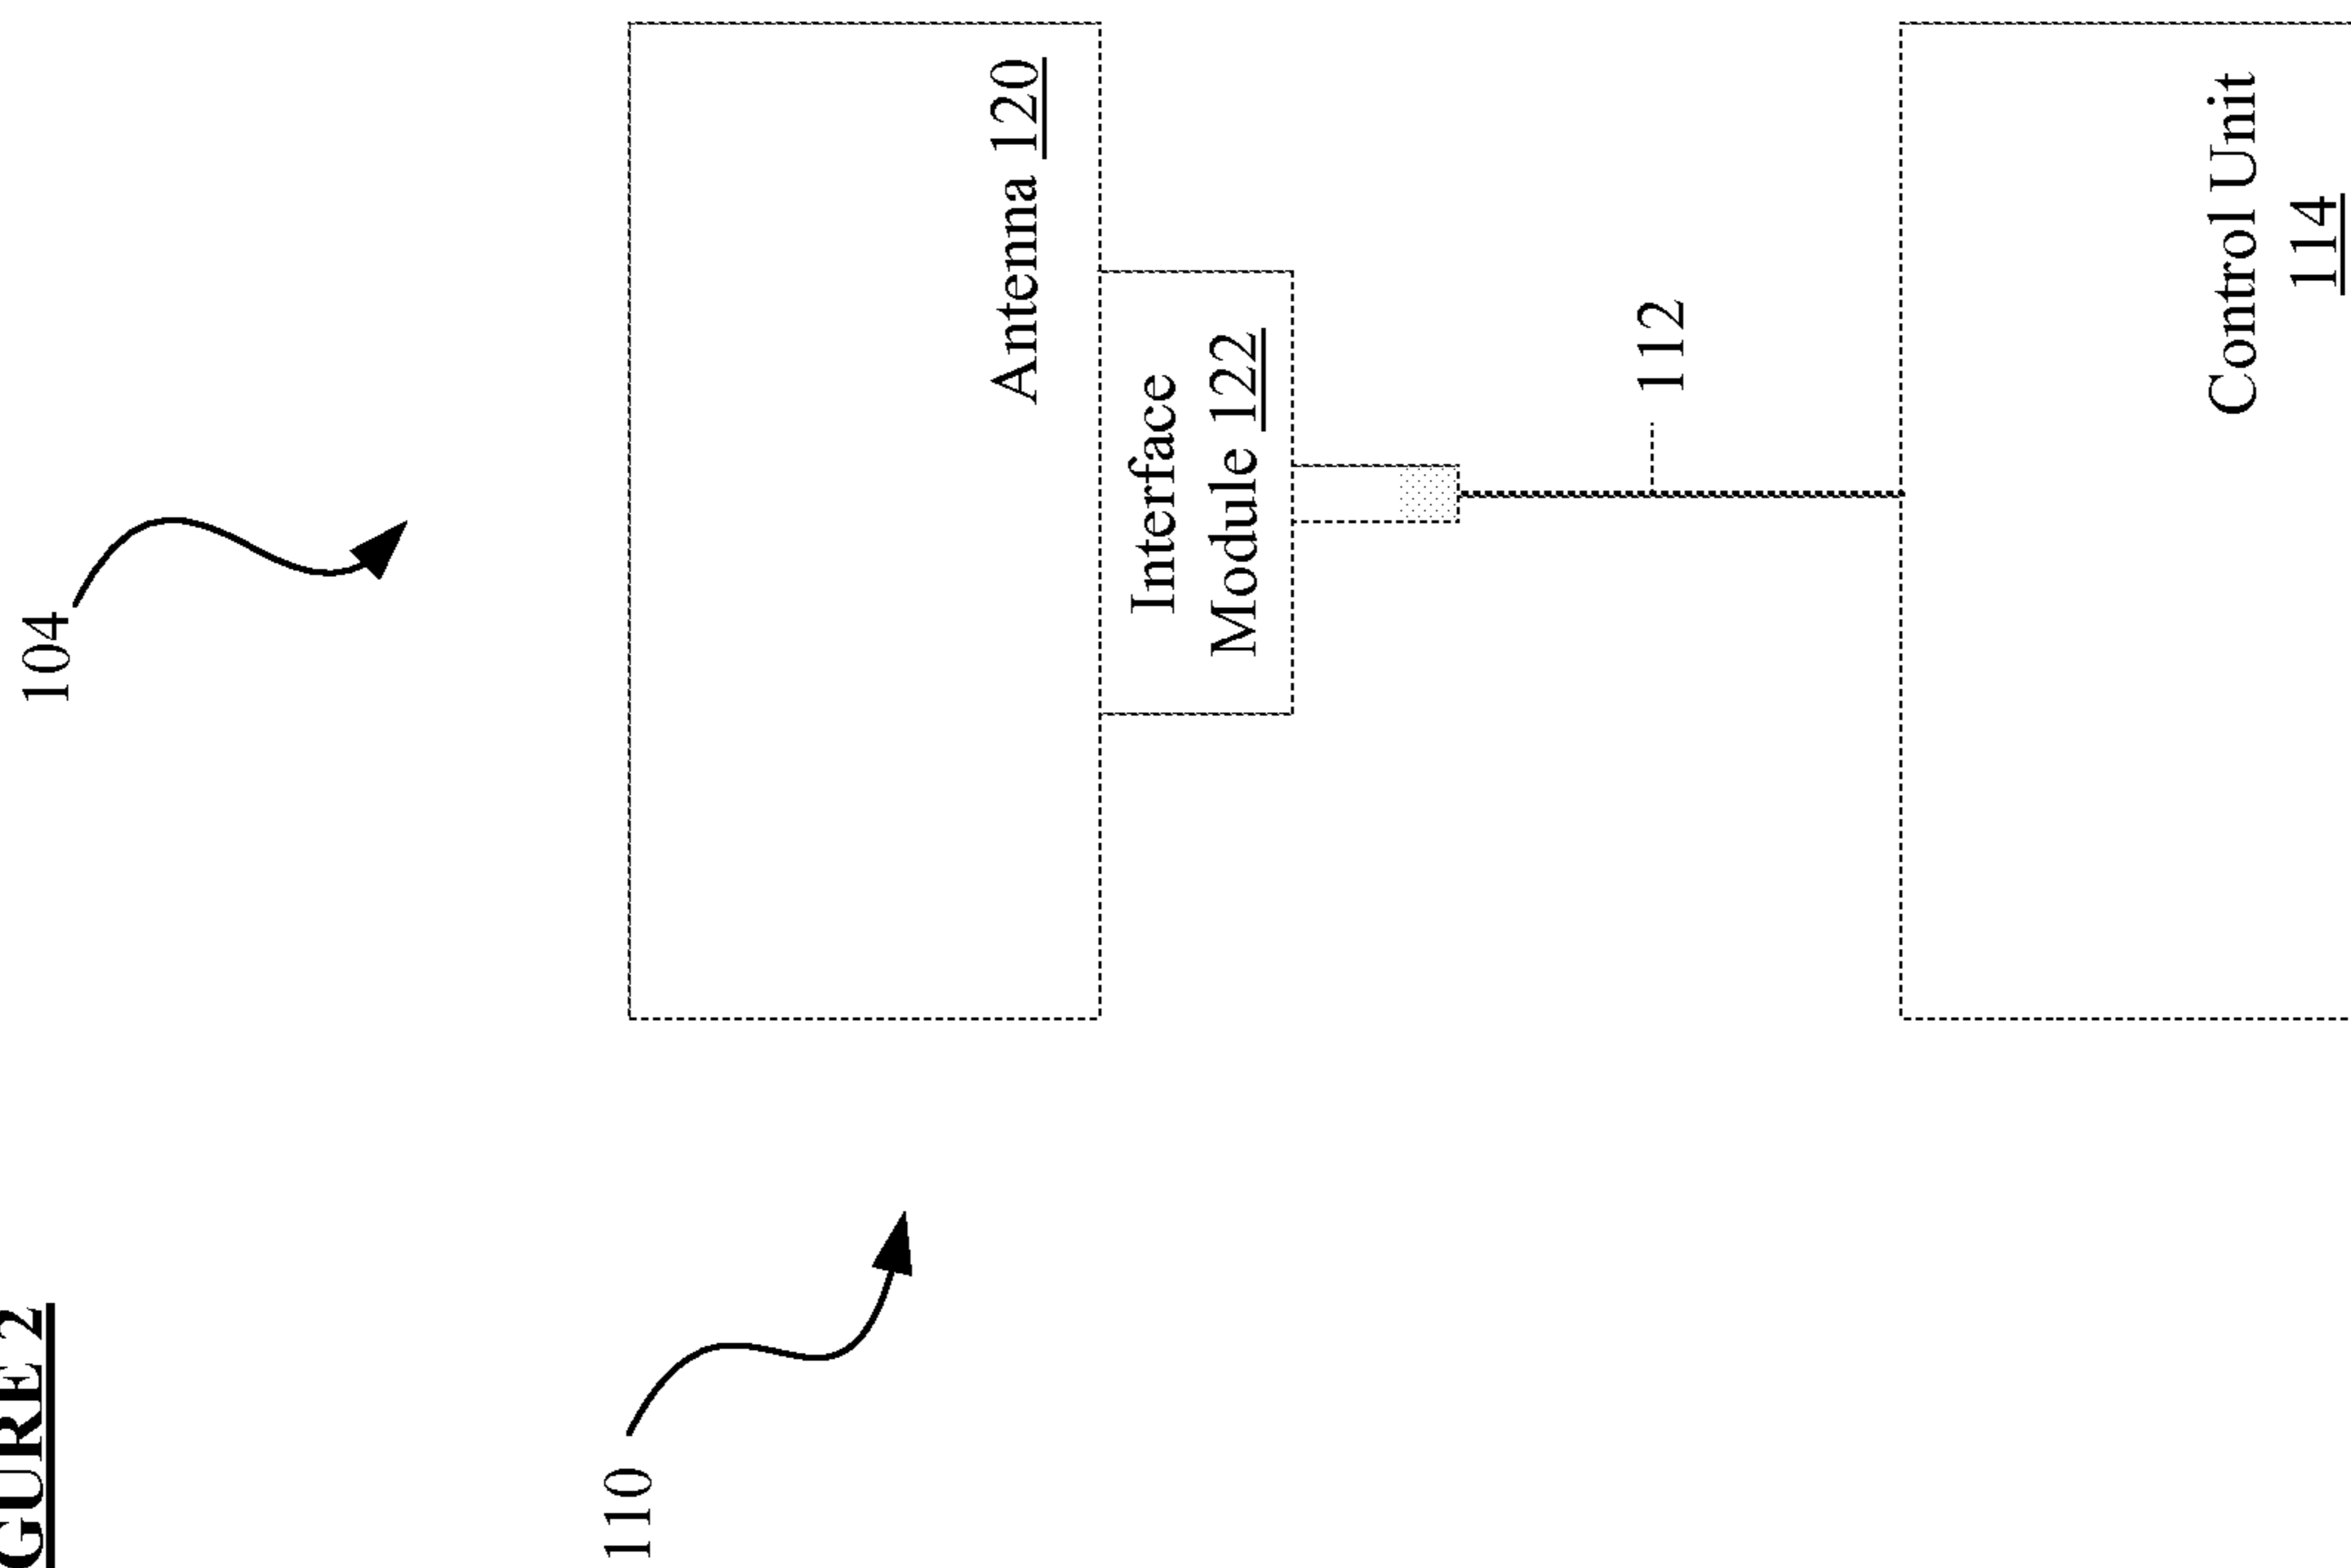 GURE 2
104
110
Antenna 120
Interface
Module 122
112
Control Unit
114